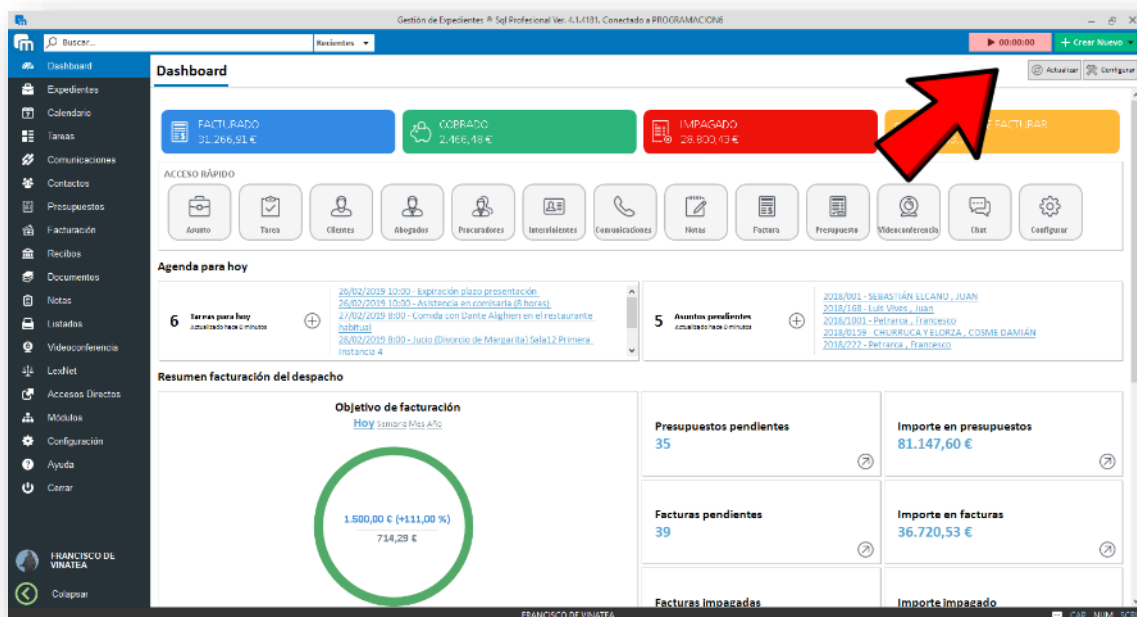 Gestión de Expedientes ® Sql Profesional Ver. 4.1.4181. Conectado a PROGRAMACION6
Buscar...
Recientes
00:00:00
+ Crear Nuevo
Dashboard
Expedientes
Calendario
Tareas
Comunicaciones
Contactos
Presupuestos
Facturación
Recibos
Documentos
Notas
Listados
Videoconferencia
LexNet
Accesos Directos
Módulos
Configuración
Ayuda
Cerrar
FRANCISCO DE
VINATEA
Colapsar
Dashboard
Actualizar
Configurar
FACTURADO
31.266,91 €
COBRADO
2.466,48 €
IMPAGADO
28.800,43 €
FACTURAR
ACCESO RÁPIDO
Asunto
Tarea
Clientes
Abogados
Procuradores
Intervinientes
Comunicaciones
Notas
Factura
Presupuesto
Videoconferencia
Chat
Configurar
Agenda para hoy
6 Tareas para hoy
Actualizado hace 0 minutos
26/02/2019 10:00 - Expiración plazo presentación
26/02/2019 10:00 - Asistencia en comisaría (8 horas)
27/02/2019 8:00 - Comida con Dante Alighieri en el restaurante
habitual
28/02/2019 8:00 - Jucio (Divorcio de Margarita) Sala12 Primera
Instancia 4
5 Asuntos pendientes
Actualizado hace 0 minutos
2018/001 - SEBASTIÁN ELCANO , JUAN
2018/168 - Luis Vives , Juan
2018/1001 - Petrarca , Francesco
2018/0159 - CHURRUCA Y ELORZA , COSME DAMIÁN
2018/222 - Petrarca , Francesco
Resumen facturación del despacho
Objetivo de facturación
Hoy Semana Mes Año
1.500,00 € (+111,00 %)
714,29 €
Presupuestos pendientes
35
Importe en presupuestos
81.147,60 €
Facturas pendientes
39
Importe en facturas
36.720,53 €
Facturas impagadas
Importe impagado
FRANCISCO DE VINATEA
CAP NUM SCRL